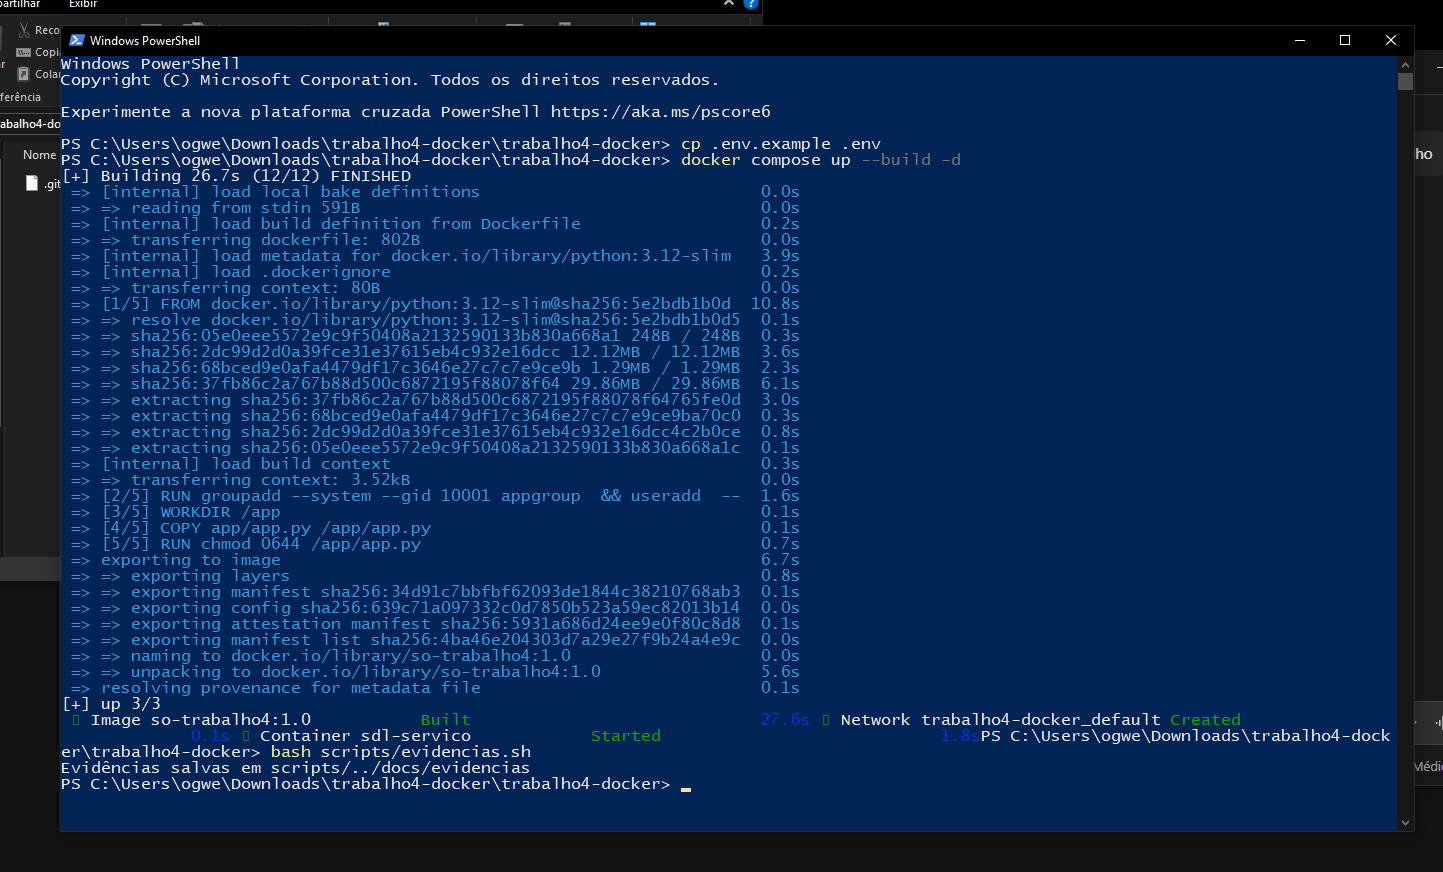 partilhar
Exibir
Reco
Copia
Colar
ferência
abalho4-do
Nome
.git
Windows PowerShell
Windows PowerShell
Copyright (C) Microsoft Corporation. Todos os direitos reservados.
Experimente a nova plataforma cruzada PowerShell https://aka.ms/pscore6
PS C:\Users\ogwe\Downloads\trabalho4-docker\trabalho4-docker> cp .env.example .env
PS C:\Users\ogwe\Downloads\trabalho4-docker\trabalho4-docker> docker compose up --build -d
[+] Building 26.7s (12/12) FINISHED
=> [internal] load local bake definitions 0.0s
=> => reading from stdin 591B 0.0s
=> [internal] load build definition from Dockerfile 0.2s
=> => transferring dockerfile: 802B 0.0s
=> [internal] load metadata for docker.io/library/python:3.12-slim 3.9s
=> [internal] load .dockerignore 0.2s
=> => transferring context: 80B 0.0s
=> [1/5] FROM docker.io/library/python:3.12-slim@sha256:5e2bdb1b0d 10.8s
=> => resolve docker.io/library/python:3.12-slim@sha256:5e2bdb1b0d5 0.1s
=> => sha256:05e0eee5572e9c9f50408a2132590133b830a668a1 248B / 248B 0.3s
=> => sha256:2dc99d2d0a39fce31e37615eb4c932e16dcc 12.12MB / 12.12MB 3.6s
=> => sha256:68bced9e0afa4479df17c3646e27c7c7e9ce9b 1.29MB / 1.29MB 2.3s
=> => sha256:37fb86c2a767b88d500c6872195f88078f64 29.86MB / 29.86MB 6.1s
=> => extracting sha256:37fb86c2a767b88d500c6872195f88078f64765fe0d 3.0s
=> => extracting sha256:68bced9e0afa4479df17c3646e27c7c7e9ce9ba70c0 0.3s
=> => extracting sha256:2dc99d2d0a39fce31e37615eb4c932e16dcc4c2b0ce 0.8s
=> => extracting sha256:05e0eee5572e9c9f50408a2132590133b830a668a1c 0.1s
=> [internal] load build context 0.3s
=> => transferring context: 3.52kB 0.0s
=> [2/5] RUN groupadd --system --gid 10001 appgroup && useradd -- 1.6s
=> [3/5] WORKDIR /app 0.1s
=> [4/5] COPY app/app.py /app/app.py 0.1s
=> [5/5] RUN chmod 0644 /app/app.py 0.7s
=> exporting to image 6.7s
=> => exporting layers 0.8s
=> => exporting manifest sha256:34d91c7bbfbf62093de1844c38210768ab3 0.1s
=> => exporting config sha256:639c71a097332c0d7850b523a59ec82013b14 0.0s
=> => exporting attestation manifest sha256:5931a686d24ee9e0f80c8d8 0.1s
=> => exporting manifest list sha256:4ba46e204303d7a29e27f9b24a4e9c 0.0s
=> => naming to docker.io/library/so-trabalho4:1.0 0.0s
=> => unpacking to docker.io/library/so-trabalho4:1.0 5.6s
=> resolving provenance for metadata file 0.1s
[+] up 3/3
Image so-trabalho4:1.0 Built 27.6s Network trabalho4-docker_default Created
0.1s Container sdl-servico Started 1.8sPS C:\Users\ogwe\Downloads\trabalho4-dock
er\trabalho4-docker> bash scripts/evidencias.sh
Evidências salvas em scripts/../docs/evidencias
PS C:\Users\ogwe\Downloads\trabalho4-docker\trabalho4-docker>
ho
Médi